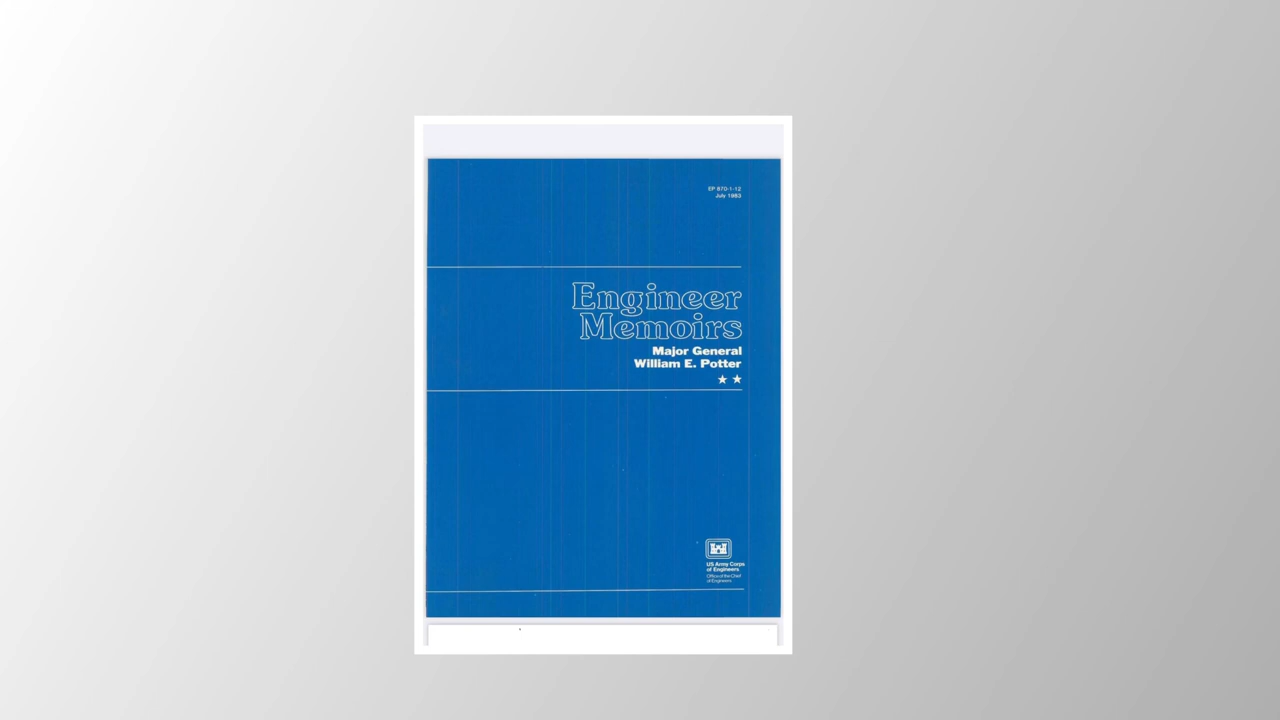 EP 870-1-12
July 1983
Engineer
Memoirs
Major General
William E. Potter
US Army Corps
of Engineers
Office of the Chief
of Engineers